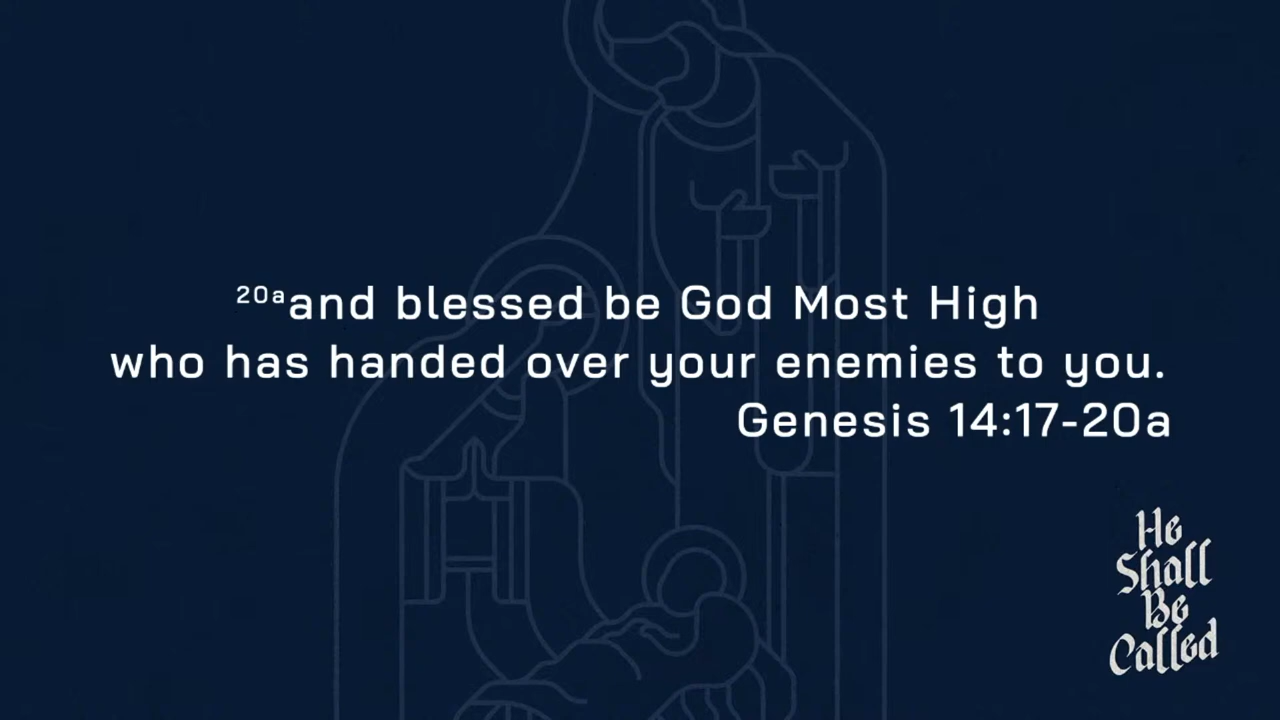 20aand blessed be God Most High
who has handed over your enemies to you.
Genesis 14:17-20a
He
Shall
Be
Called